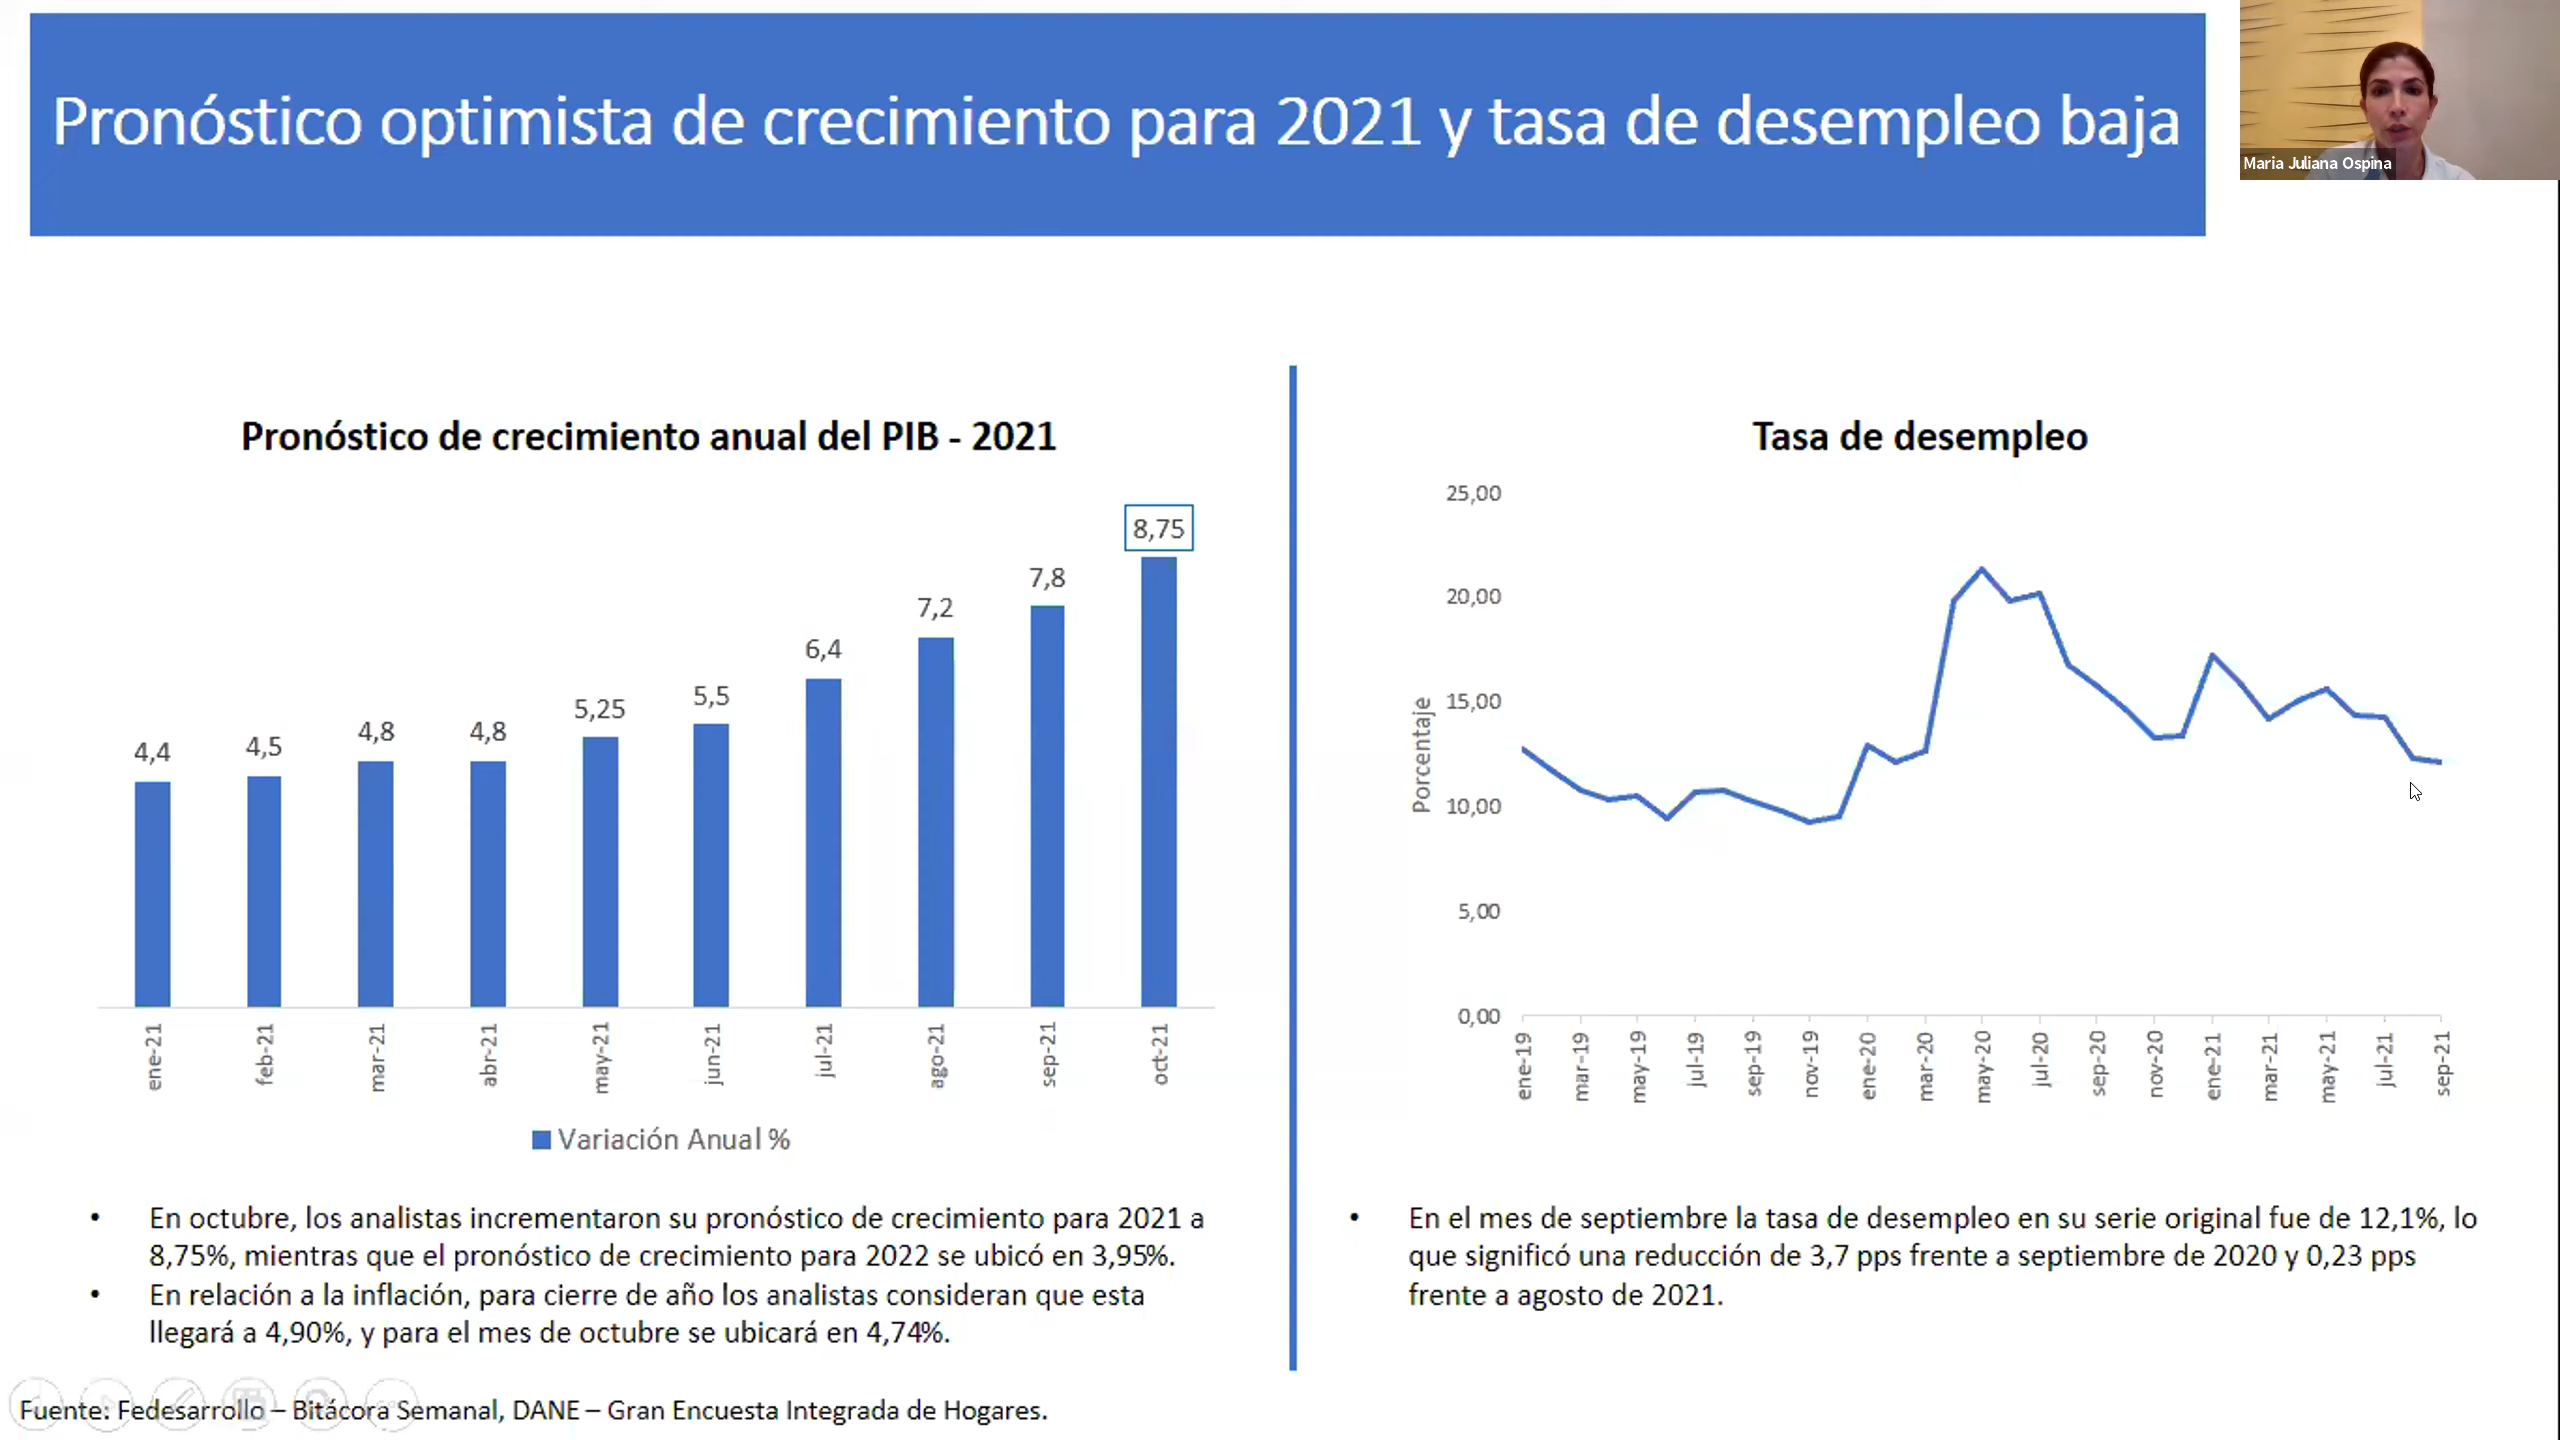 Pronóstico optimista de crecimiento para 2021 y tasa de desempleo baja
Maria Juliana Ospina
Pronóstico de crecimiento anual del PIB - 2021
4,4
4,5
4,8
4,8
5,25
5,5
6,4
7,2
7,8
8,75
ene-21
feb-21
mar-21
abr-21
may-21
jun-21
jul-21
ago-21
sep-21
oct-21
Variación Anual %
• En octubre, los analistas incrementaron su pronóstico de crecimiento para 2021 a
8,75%, mientras que el pronóstico de crecimiento para 2022 se ubicó en 3,95%.
• En relación a la inflación, para cierre de año los analistas consideran que esta
llegará a 4,90%, y para el mes de octubre se ubicará en 4,74%.
Tasa de desempleo
Porcentaje
25,00
20,00
15,00
10,00
5,00
0,00
ene-19
mar-19
may-19
jul-19
sep-19
nov-19
ene-20
mar-20
may-20
jul-20
sep-20
nov-20
ene-21
mar-21
may-21
jul-21
sep-21
• En el mes de septiembre la tasa de desempleo en su serie original fue de 12,1%, lo
que significó una reducción de 3,7 pps frente a septiembre de 2020 y 0,23 pps
frente a agosto de 2021.
Fuente: Fedesarrollo – Bitácora Semanal, DANE – Gran Encuesta Integrada de Hogares.